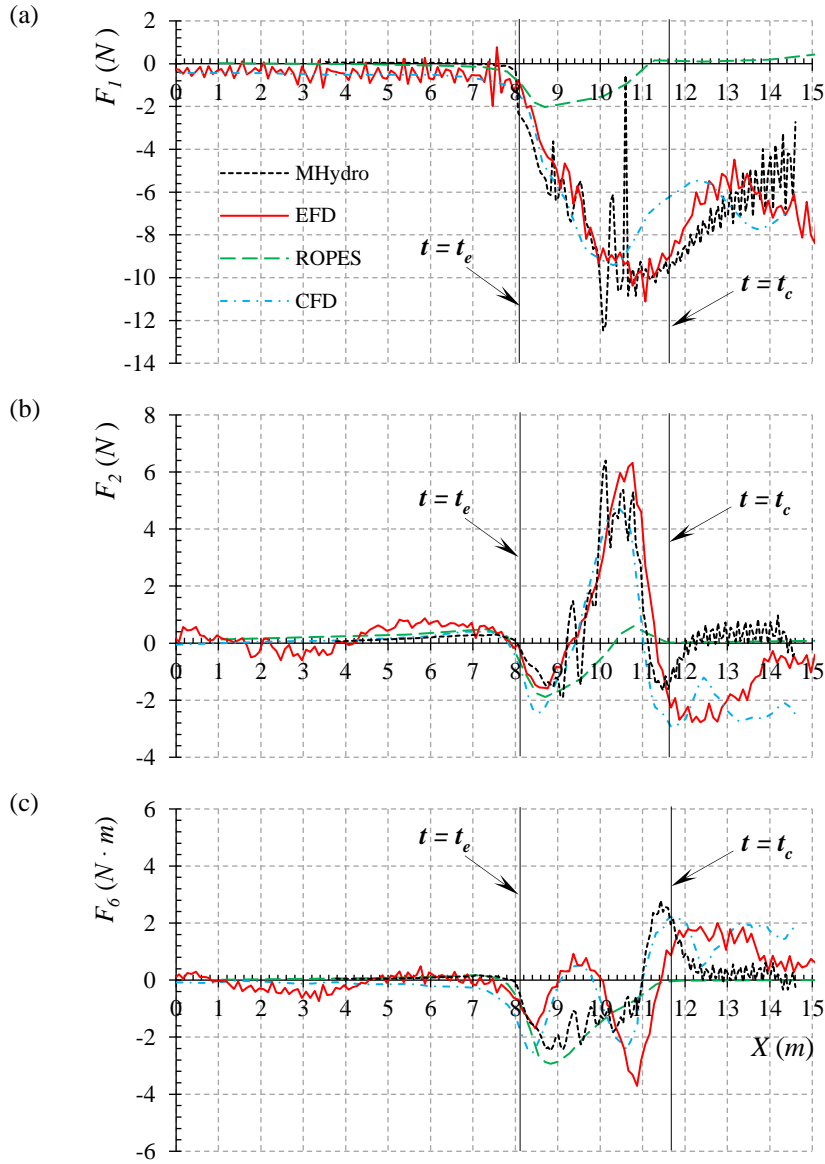 (a)
F1 (N)
2
0
-2
-4
-6
-8
-10
-12
-14
0 1 2 3 4 5 6 7 8 9 10 11 12 13 14 15
MHydro
EFD
ROPES
CFD
t = te
t = tc
(b)
F2 (N)
8
6
4
2
0
-2
-4
0 1 2 3 4 5 6 7 8 9 10 11 12 13 14 15
t = te
t = tc
(c)
F6 (N · m)
6
4
2
0
-2
-4
-6
0 1 2 3 4 5 6 7 8 9 10 11 12 13 14 15
t = te
t = tc
X (m)